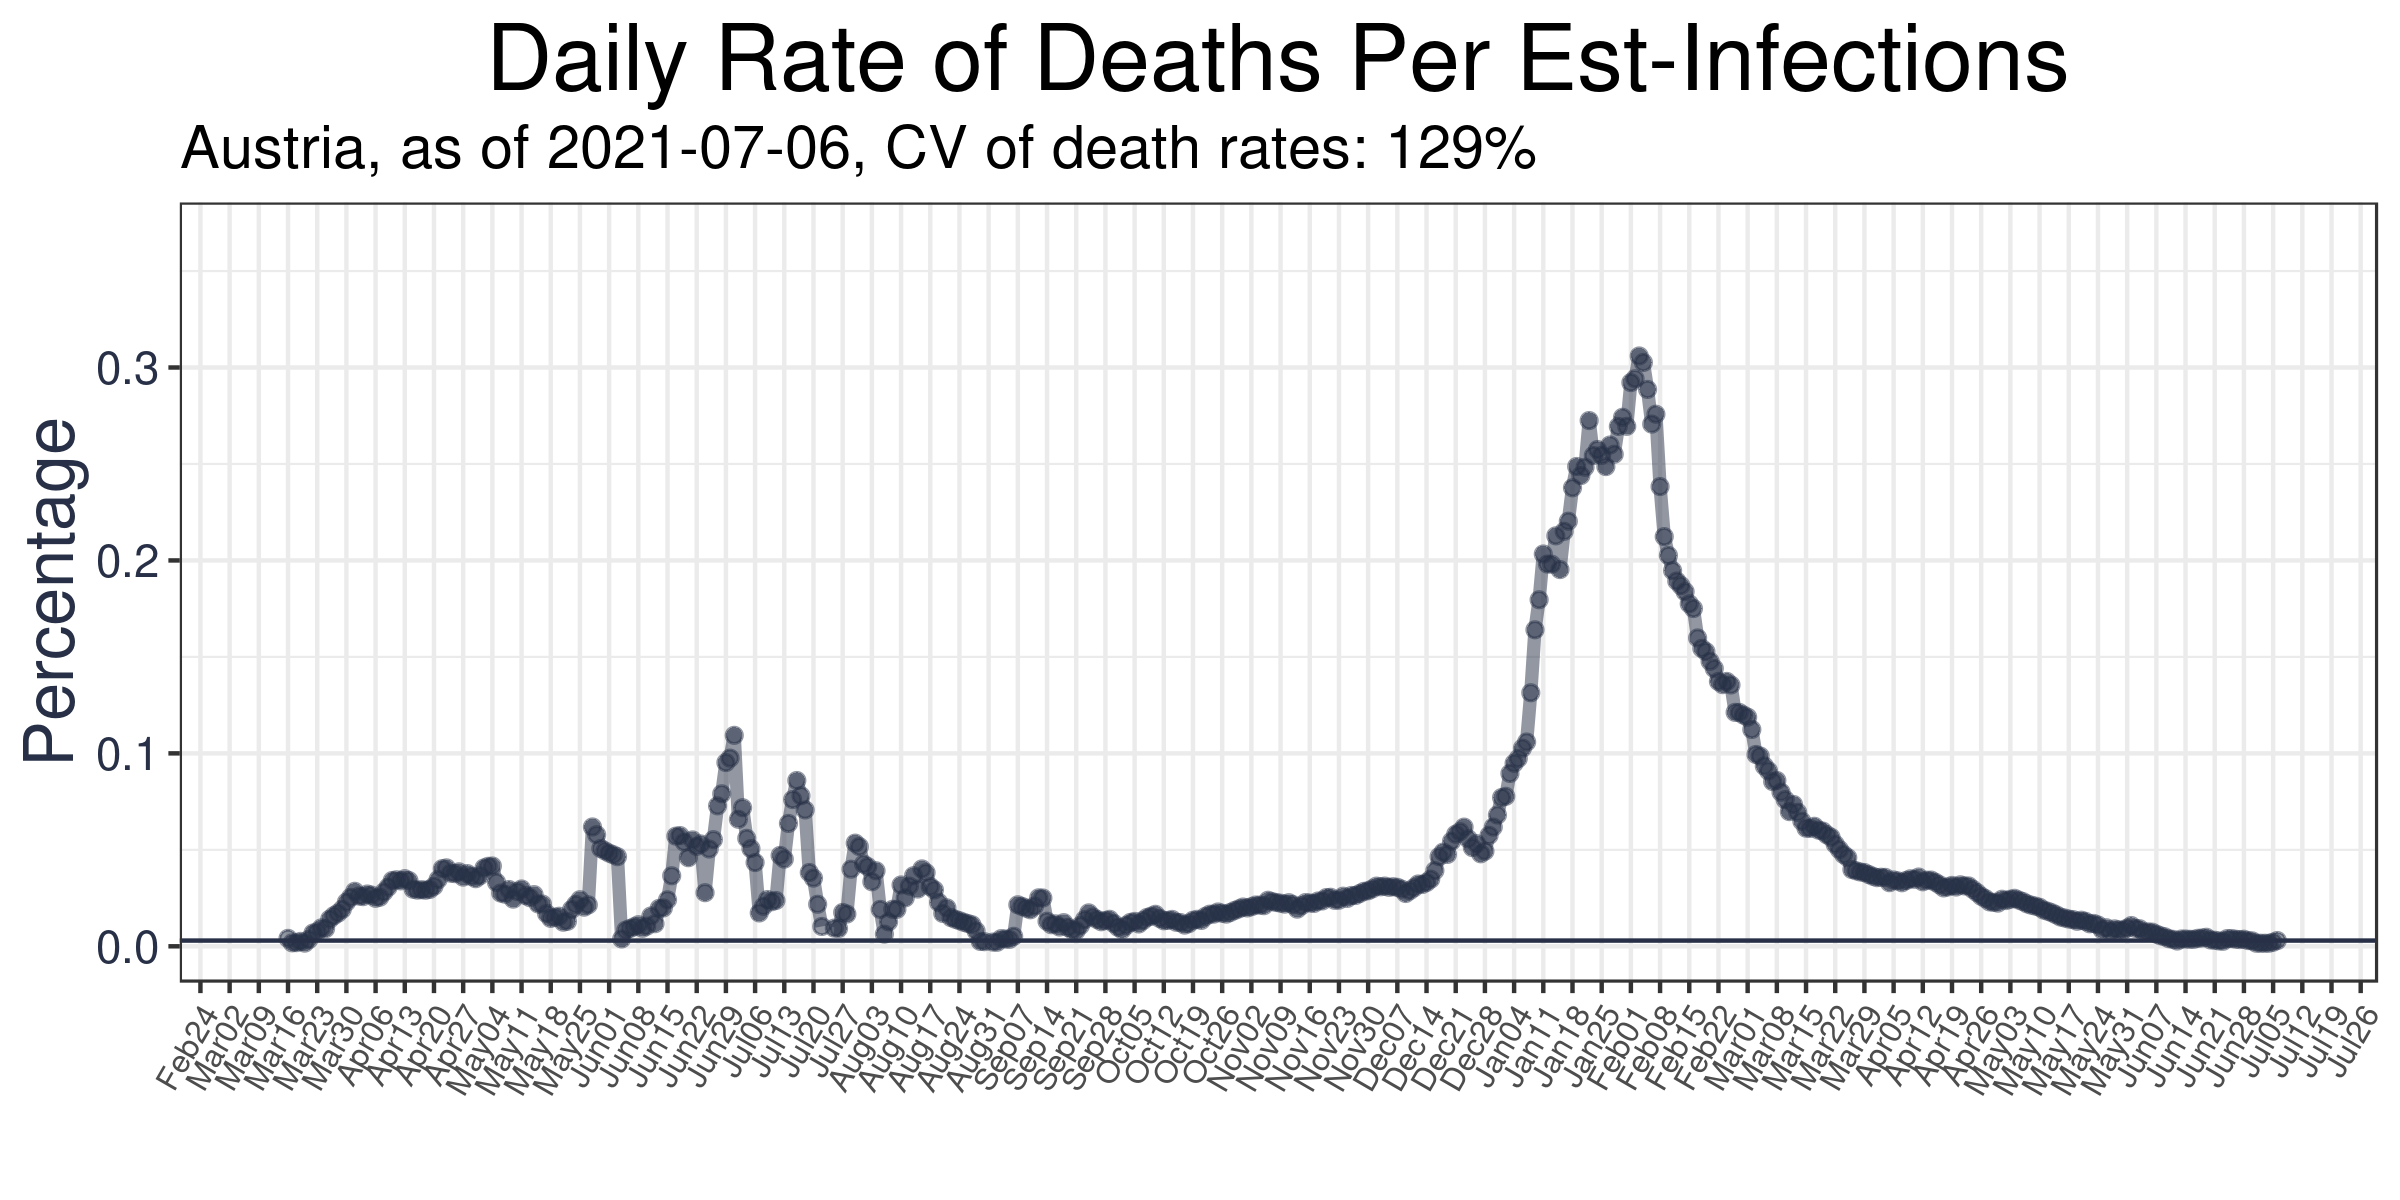 Daily Rate of Deaths Per Est-Infections
Austria, as of 2021-07-06, CV of death rates: 129%
Percentage
0.3
0.2
0.1
0.0
Feb24
Mar02
Mar09
Mar16
Mar23
Mar30
Apr06
Apr13
Apr20
Apr27
May04
May11
May18
May25
Jun01
Jun08
Jun15
Jun22
Jun29
Jul06
Jul13
Jul20
Jul27
Aug03
Aug10
Aug17
Aug24
Aug31
Sep07
Sep14
Sep21
Sep28
Oct05
Oct12
Oct19
Oct26
Nov02
Nov09
Nov16
Nov23
Nov30
Dec07
Dec14
Dec21
Dec28
Jan04
Jan11
Jan18
Jan25
Feb01
Feb08
Feb15
Feb22
Mar01
Mar08
Mar15
Mar22
Mar29
Apr05
Apr12
Apr19
Apr26
May03
May10
May17
May24
May31
Jun07
Jun14
Jun21
Jun28
Jul05
Jul12
Jul19
Jul26